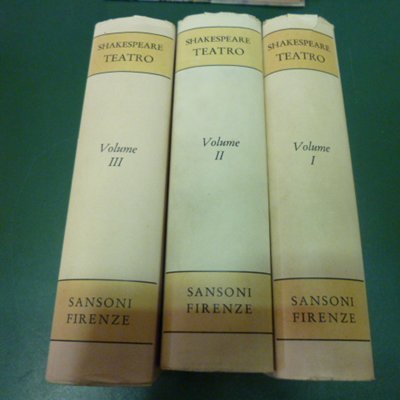 SHAKESPEARE
TEATRO
Volume
III
SANSONI
FIRENZE
SHAKESPEARE
TEATRO
Volume
II
SANSONI
FIRENZE
SHAKESPEARE
TEATRO
Volume
I
SANSONI
FIRENZE